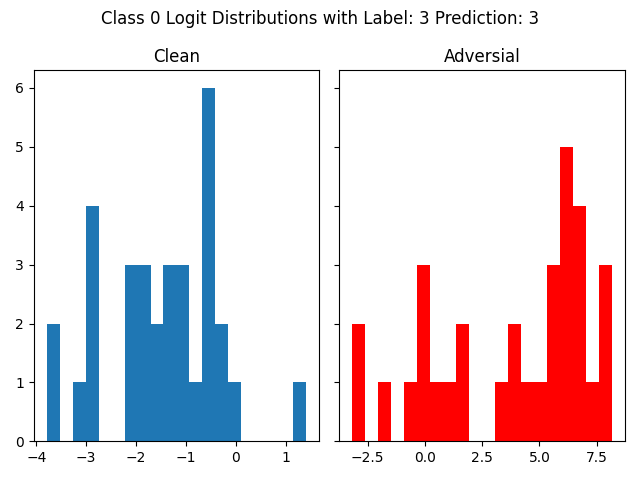 Class 0 Logit Distributions with Label: 3 Prediction: 3
Clean
Adversial
6
5
4
3
2
1
0
−4 −3 −2 −1 0 1
−2.5 0.0 2.5 5.0 7.5